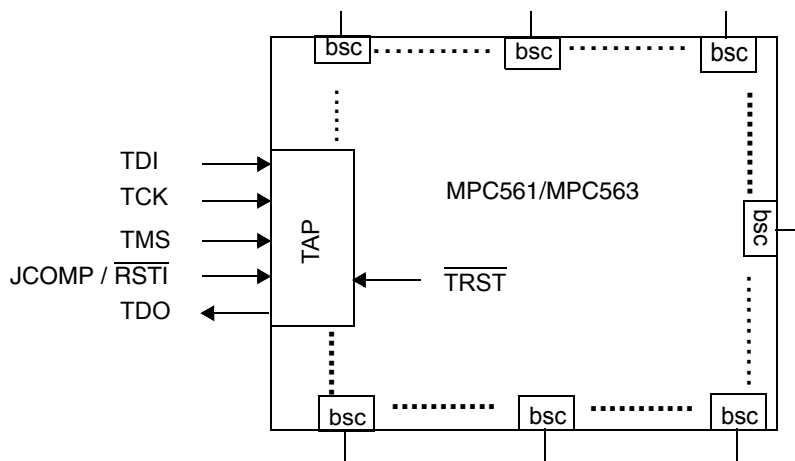 bsc bsc bsc
TDI
TCK
MPC561/MPC563
TMS
TAP
bsc
JCOMP / RSTI
TRST
TDO
bsc bsc bsc